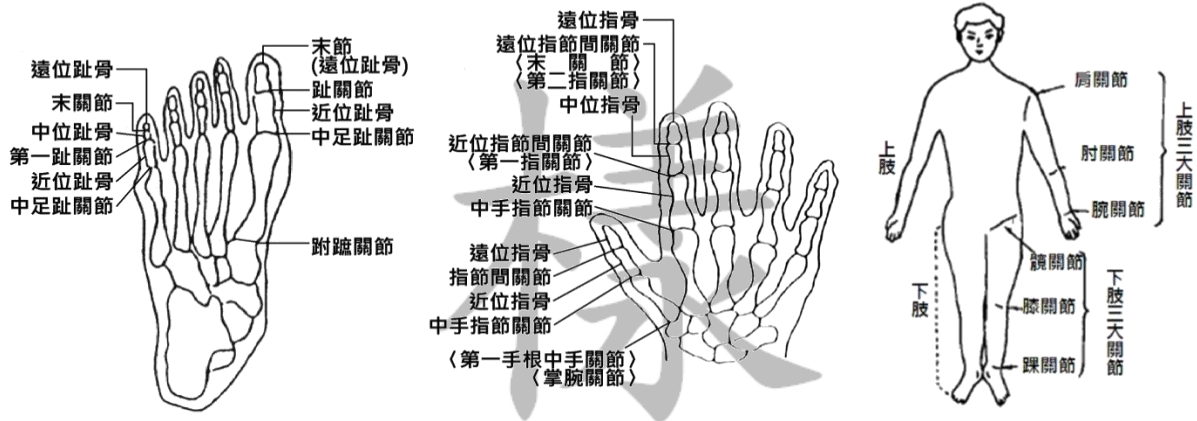 遠位趾骨
末關節
中位趾骨
第一趾關節
近位趾骨
中足趾關節
末節
(遠位趾骨)
趾關節
近位趾骨
中足趾關節
跗蹠關節
遠位指骨
遠位指節間關節
〈末關節〉
〈第二指關節〉
中位指骨
近位指節間關節
〈第一指關節〉
近位指骨
中手指節關節
遠位指骨
指節間關節
近位指骨
中手指節關節
〈第一手根中手關節〉
〈掌腕關節〉
樣
上肢
肩關節
肘關節
腕關節
上肢三大關節
下肢
髖關節
膝關節
踝關節
下肢三大關節